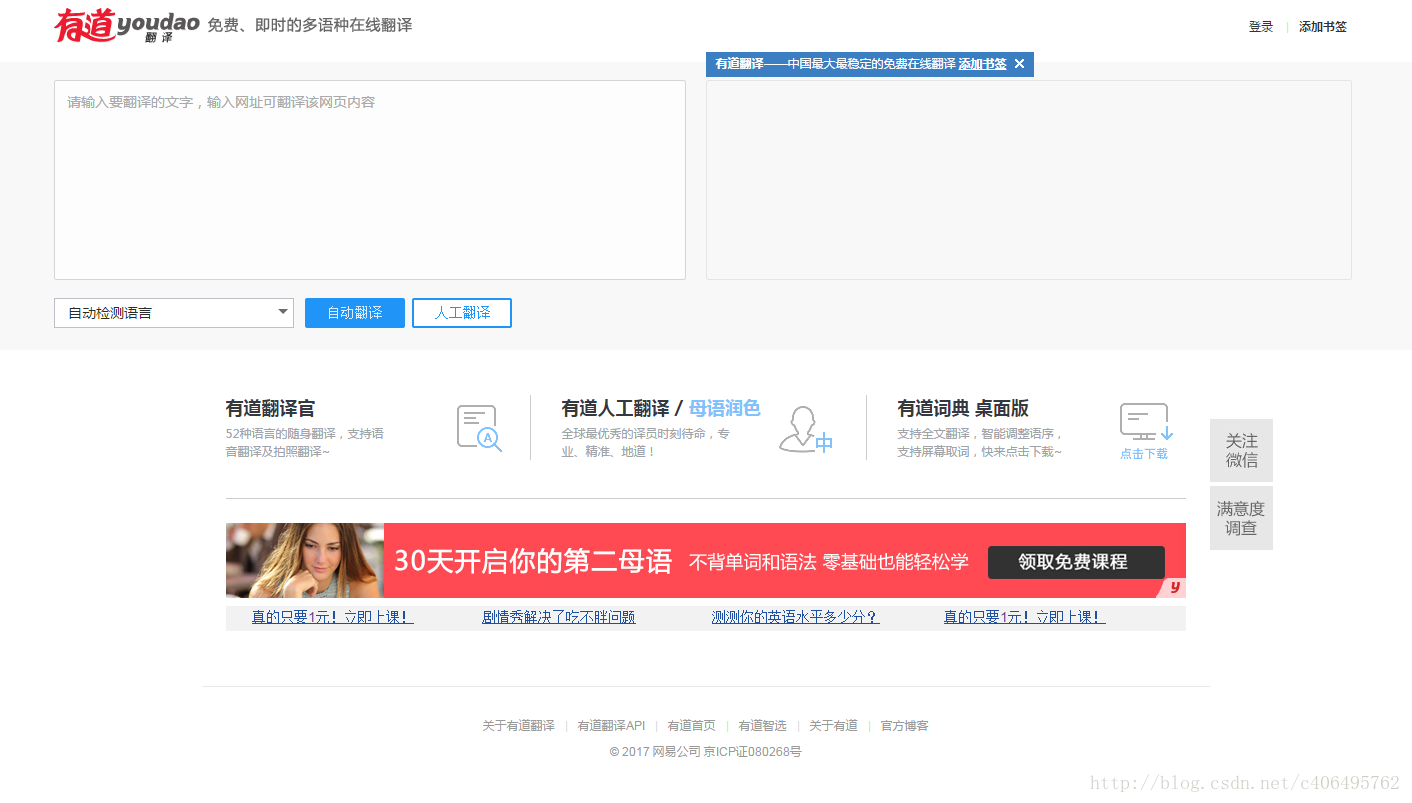 有道 youdao 翻译 免费、即时的多语种在线翻译
登录 | 添加书签
有道翻译——中国最大最稳定的免费在线翻译 添加书签 ×
请输入要翻译的文字，输入网址可翻译该网页内容
自动检测语言
自动翻译
人工翻译
有道翻译官
52种语言的随身翻译，支持语
音翻译及拍照翻译~
A
有道人工翻译 / 母语润色
全球最优秀的译员时刻待命，专
业、精准、地道！
中
有道词典 桌面版
支持全文翻译，智能调整语序，
支持屏幕取词，快来点击下载~
点击下载
关注
微信
满意度
调查
30天开启你的第二母语 不背单词和语法 零基础也能轻松学 领取免费课程
y
真的只要1元！立即上课！
剧情秀解决了吃不胖问题
测测你的英语水平多少分？
真的只要1元！立即上课！
关于有道翻译 | 有道翻译API | 有道首页 | 有道智选 | 关于有道 | 官方博客
© 2017 网易公司 京ICP证080268号
http://blog.csdn.net/c406495762